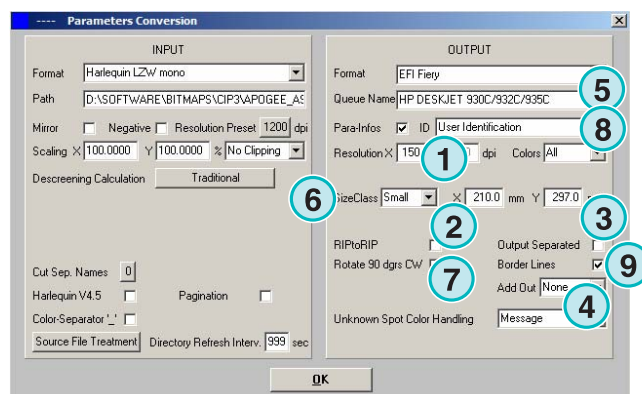 ---- Parameters Conversion
INPUT
Format Harlequin LZW mono
Path D:\SOFTWARE\BITMAPS\CIP3\APOGEE_AS
Mirror Negative Resolution Preset 1200 dpi
Scaling X 100.0000 Y 100.0000 % No Clipping
Descreening Calculation Traditional
Cut Sep. Names 0
Harlequin V4.5 Pagination
Color-Separator '_'
Source File Treatment Directory Refresh Interv. 999 sec
OUTPUT
Format EFI Fiery
Queue Name HP DESKJET 930C/932C/935C 5
Para-Infos ID User Identification 8
Resolution X 150 1 dpi Colors All
6 SizeClass Small X 210.0 mm Y 297.0
2 3
RIPtoRIP Output Separated
Rotate 90 dgrs CW 7 Border Lines 9
Add Out None 4
Unknown Spot Color Handling Message
OK